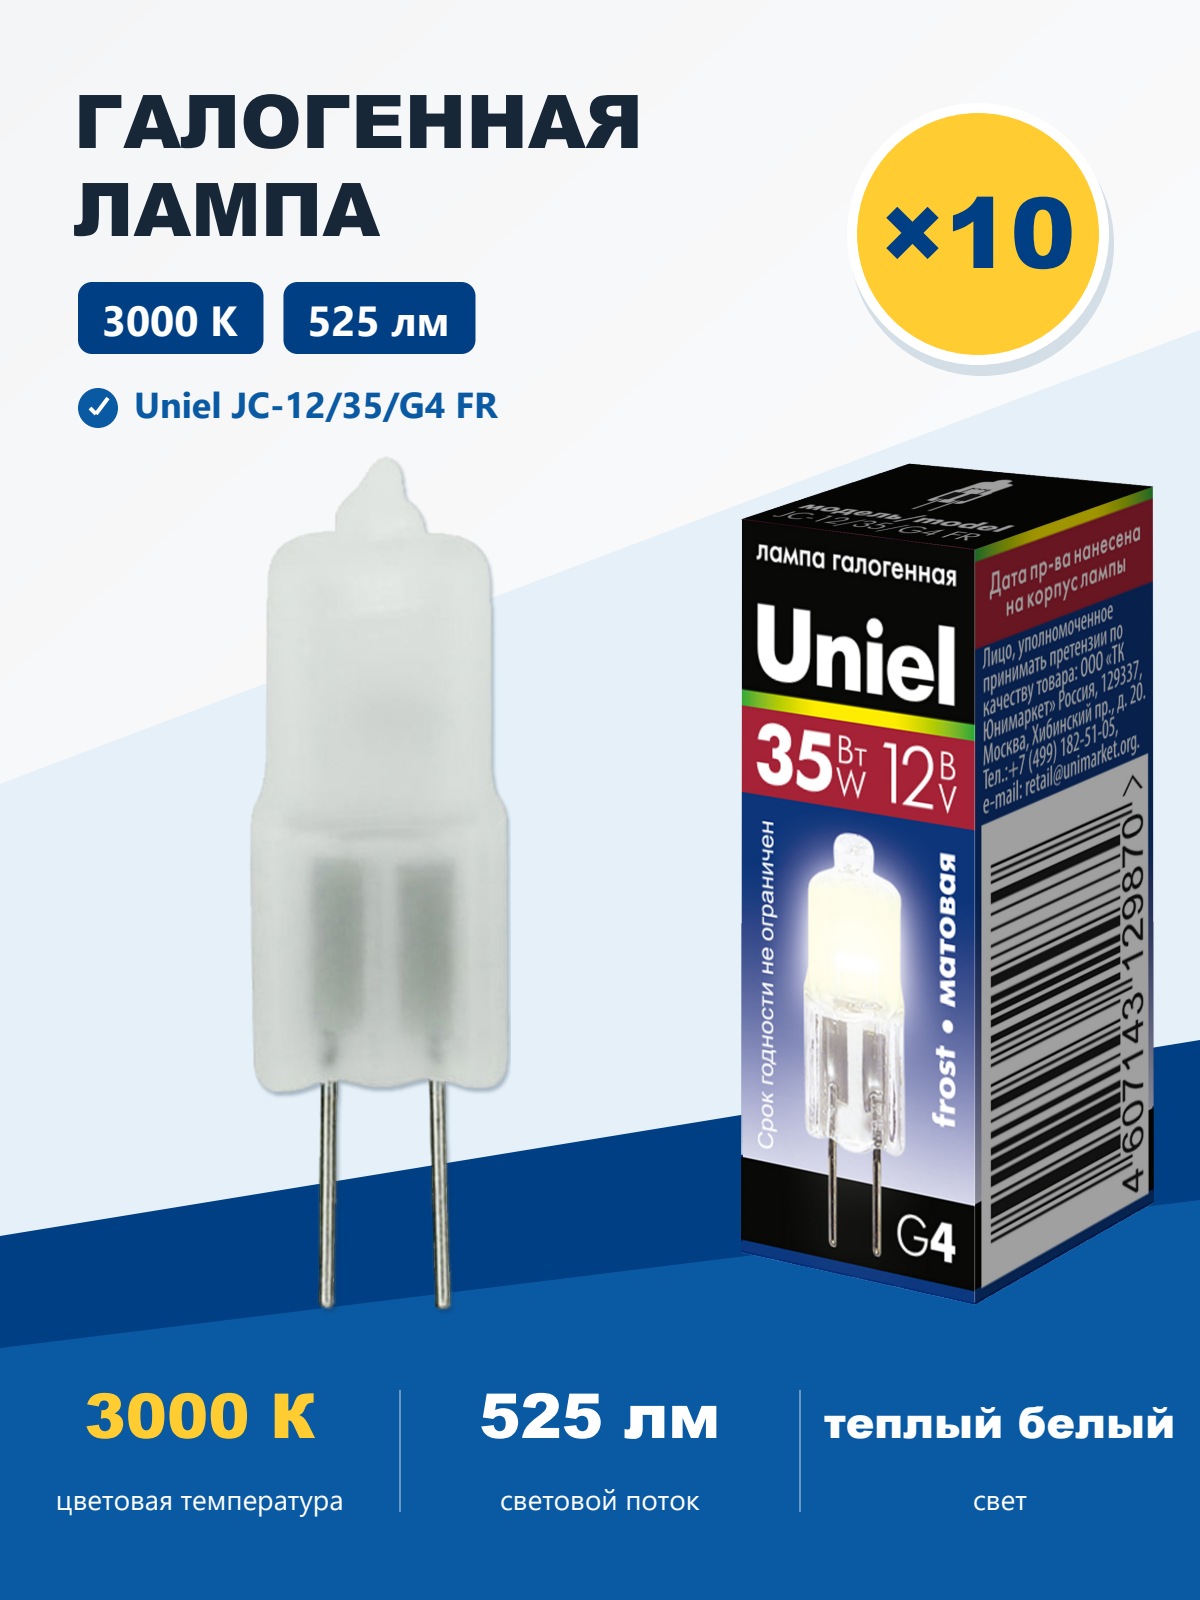 ГАЛОГЕННАЯ
ЛАМПА
×10
3000 К
525 лм
Uniel JC-12/35/G4 FR
модель/model
JC-12/35/G4 FR
лампа галогенная
Uniel
35 Вт W 12 В V
Срок годности не ограничен
frost • матовая
G4
Дата пр-ва нанесена
на корпус лампы
Лицо, уполномоченное
принимать претензии по
качеству товара: ООО «ТК
Юнимаркет» Россия, 129337,
Москва, Хибинский пр., д. 20.
Тел.:+7 (499) 182-51-05,
e-mail: retail@unimarket.org.
4 607143 129870 >
3000 К
цветовая температура
525 лм
световой поток
теплый белый
свет